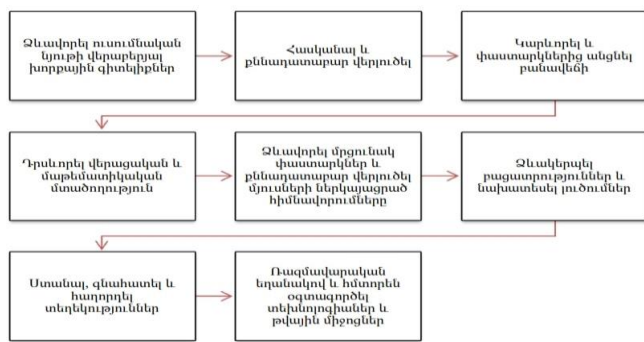 Ձևավորել ուսումնական
նյութի վերաբերյալ
խորքային գիտելիքներ
Հասկանալ և
քննադատաբար վերլուծել
Կարևորել և
փաստարկներից անցնել
բանավեճի
Դրսևորել վերացական և
մաթեմատիկական
մտածողություն
Ձևավորել մրցունակ
փաստարկներ և
քննադատաբար վերլուծել
մյուսների ներկայացրած
հիմնավորումները
Ձևակերպել
բացատրություններ և
նախատեսել լուծումներ
Ստանալ, գնահատել և
հաղորդել
տեղեկություններ
Ռազմավարական
եղանակով և հմտորեն
օգտագործել
տեխնոլոգիաներ և
թվային միջոցներ